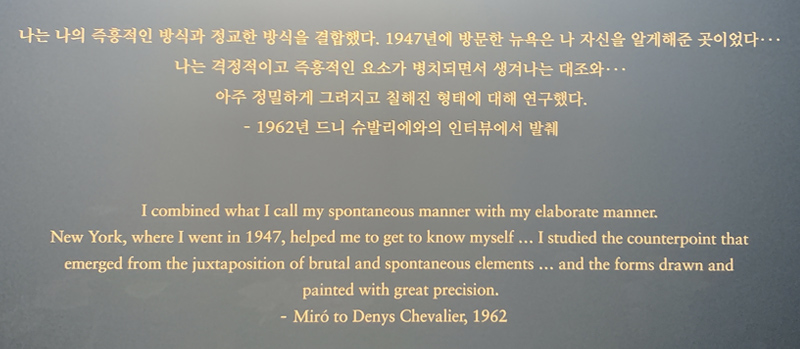 나는 나의 즉흥적인 방식과 정교한 방식을 결합했다. 1947년에 방문한 뉴욕은 나 자신을 알게해준 곳이었다···
나는 격정적이고 즉흥적인 요소가 병치되면서 생겨나는 대조와···
아주 정밀하게 그려지고 칠해진 형태에 대해 연구했다.
- 1962년 드니 슈발리에와의 인터뷰에서 발췌
I combined what I call my spontaneous manner with my elaborate manner.
New York, where I went in 1947, helped me to get to know myself ... I studied the counterpoint that
emerged from the juxtaposition of brutal and spontaneous elements ... and the forms drawn and
painted with great precision.
- Miró to Denys Chevalier, 1962